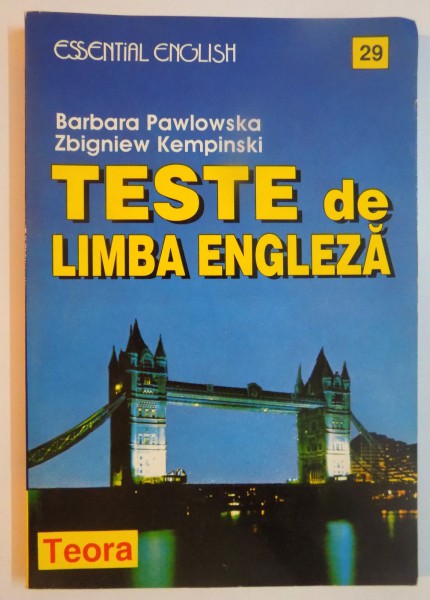 ESSENTIAL ENGLISH
29
Barbara Pawlowska
Zbigniew Kempinski
TESTE de
LIMBA ENGLEZĂ
Teora